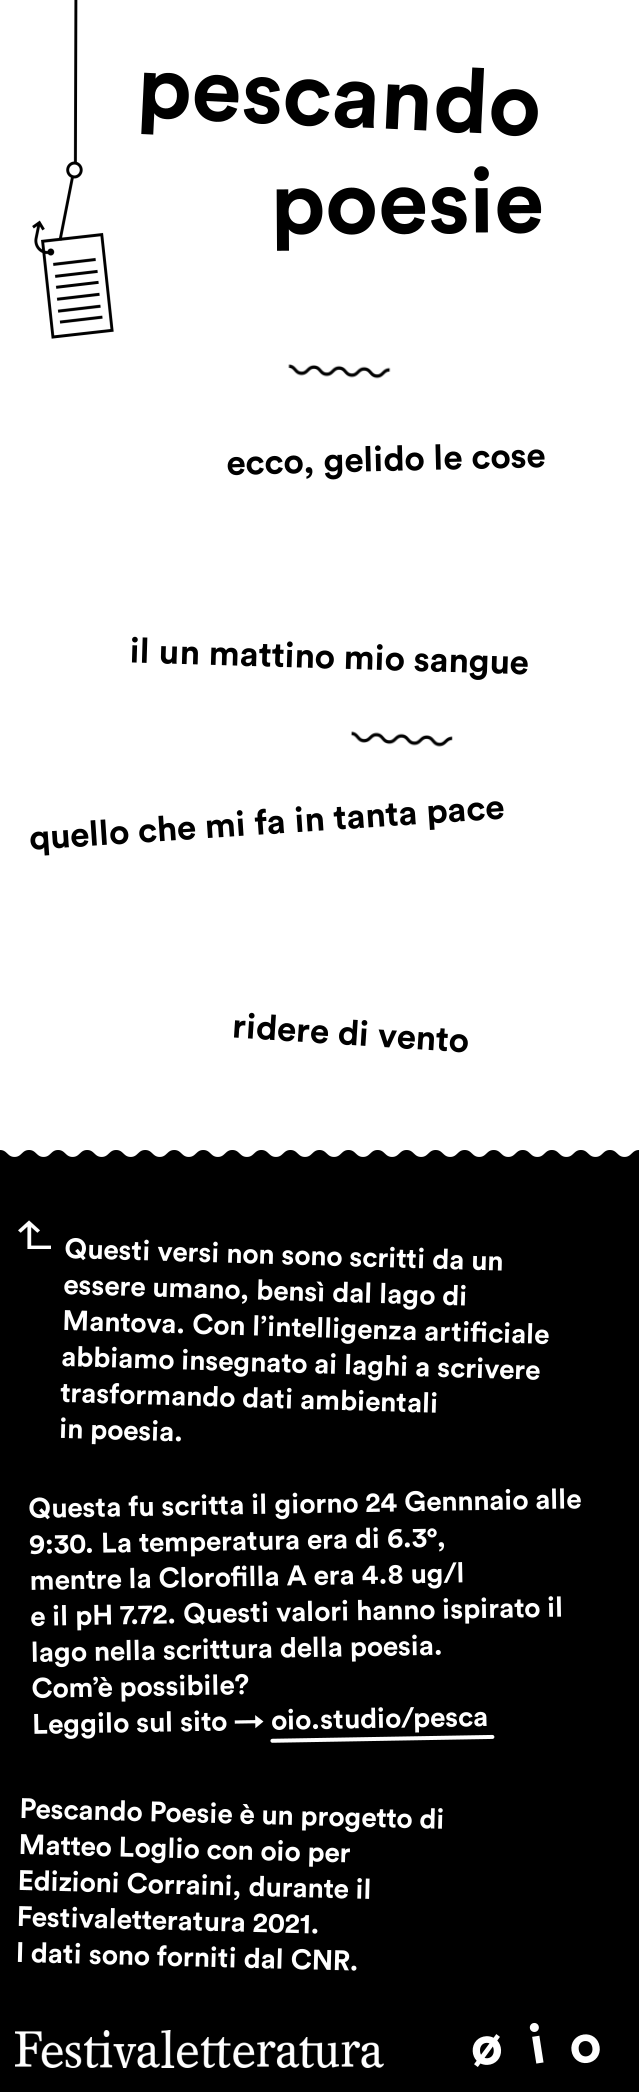 pescando
poesie
ecco, gelido le cose
il un mattino mio sangue
quello che mi fa in tanta pace
ridere di vento
Questi versi non sono scritti da un
essere umano, bensì dal lago di
Mantova. Con l’intelligenza artificiale
abbiamo insegnato ai laghi a scrivere
trasformando dati ambientali
in poesia.
Questa fu scritta il giorno 24 Gennnaio alle
9:30. La temperatura era di 6.3°,
mentre la Clorofilla A era 4.8 ug/l
e il pH 7.72. Questi valori hanno ispirato il
lago nella scrittura della poesia.
Com’è possibile?
Leggilo sul sito → oio.studio/pesca
Pescando Poesie è un progetto di
Matteo Loglio con oio per
Edizioni Corraini, durante il
Festivaletteratura 2021.
I dati sono forniti dal CNR.
Festivaletteratura
ø i o